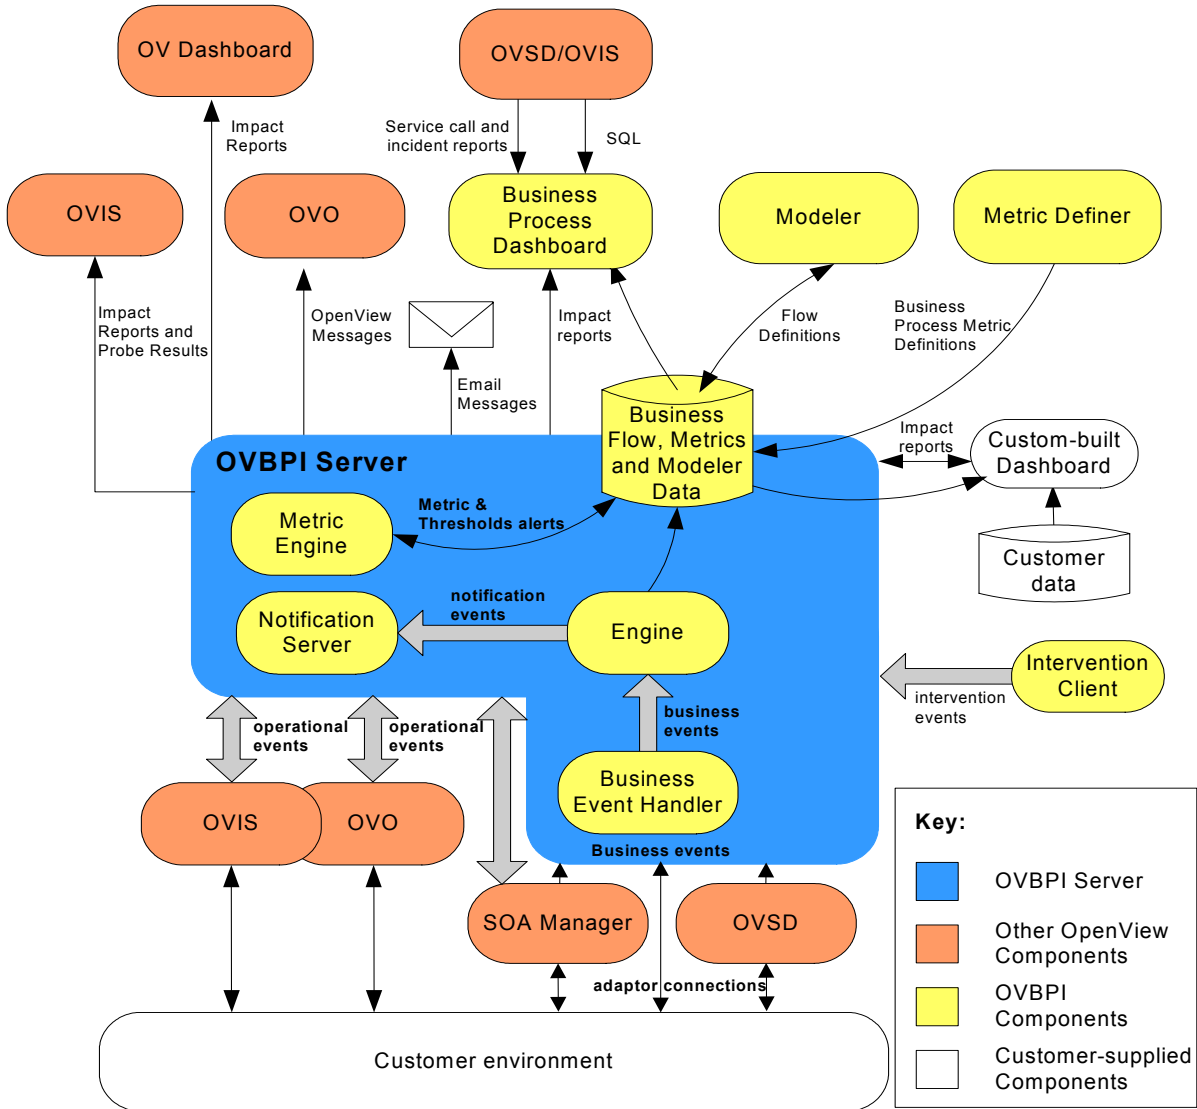 OV Dashboard
OVSD/OVIS
Impact
Reports
Service call and
incident reports
SQL
OVIS
OVO
Business
Process
Dashboard
Modeler
Metric Definer
Impact
Reports and
Probe Results
OpenView
Messages
Email
Messages
Impact
reports
Flow
Definitions
Business
Process Metric
Definitions
OVBPI Server
Business
Flow, Metrics
and Modeler
Data
Impact
reports
Custom-built
Dashboard
Customer
data
Metric
Engine
Metric &
Thresholds alerts
Notification
Server
notification
events
Engine
Intervention
Client
intervention
events
operational
events
operational
events
business
events
Business
Event Handler
Business events
OVIS
OVO
SOA Manager
OVSD
adaptor connections
Customer environment
Key:
OVBPI Server
Other OpenView
Components
OVBPI
Components
Customer-supplied
Components